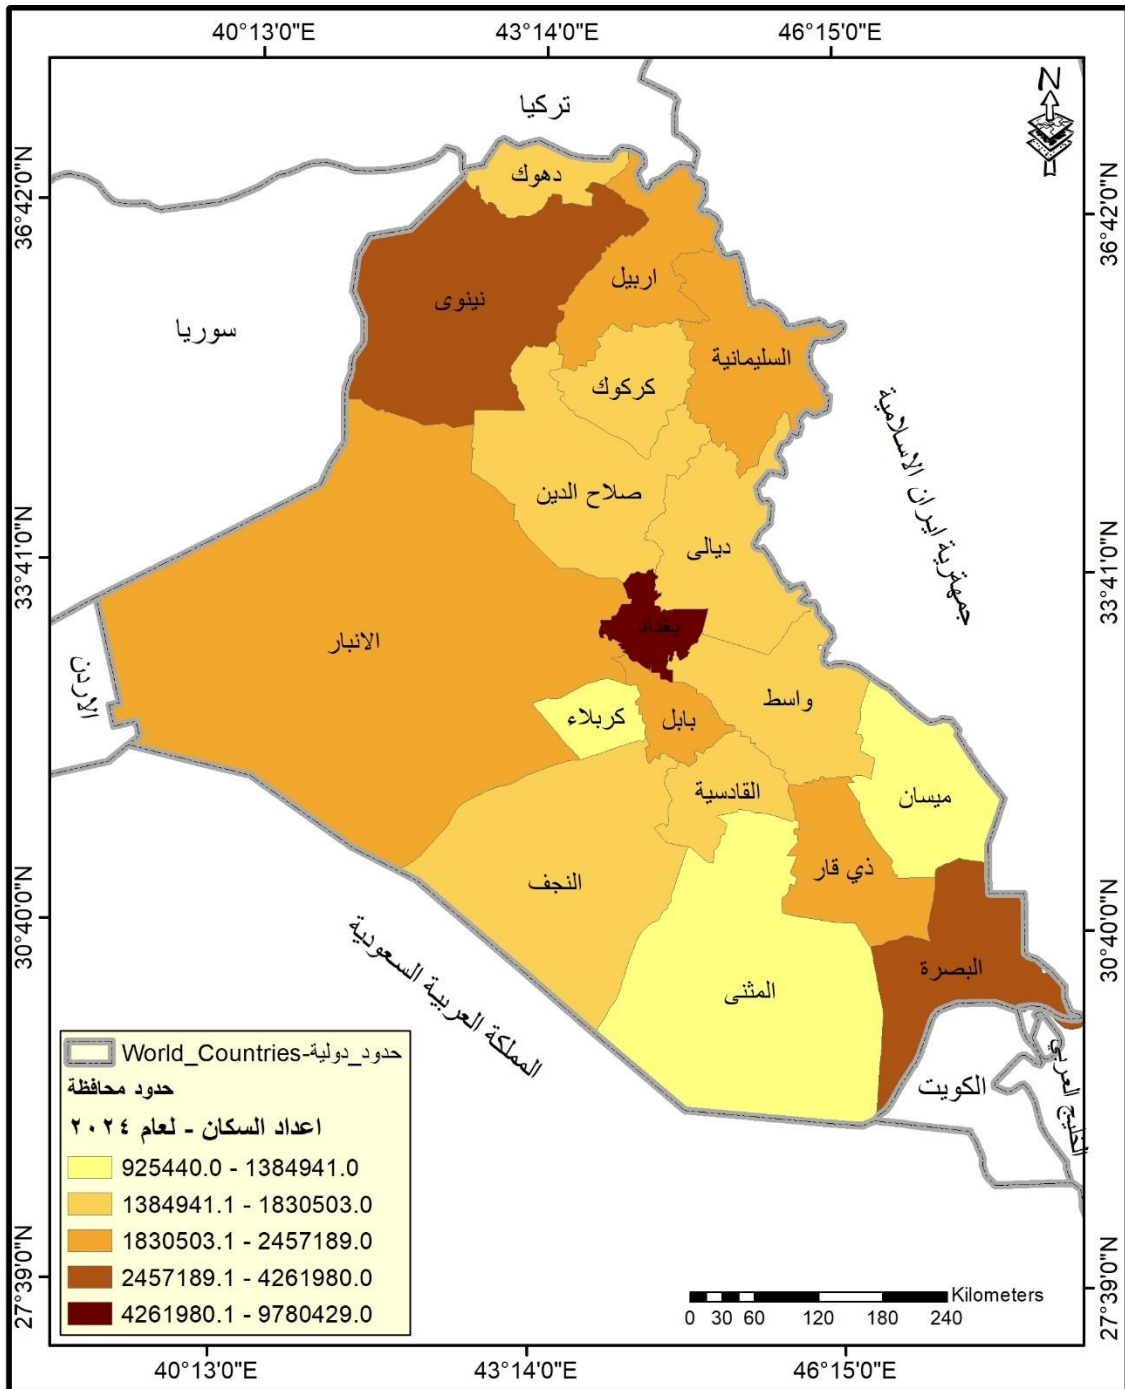 40°13'0"E
43°14'0"E
46°15'0"E
N
تركيا
دهوك
36°42'0"N
36°42'0"N
اربيل
نينوى
سوريا
السليمانية
كركوك
جمهورية ايران الاسلامية
صلاح الدين
ديالى
33°41'0"N
33°41'0"N
بغداد
الانبار
الاردن
واسط
كربلاء
بابل
القادسية
ميسان
ذي قار
النجف
30°40'0"N
30°40'0"N
البصرة
المثنى
المملكة العربية السعودية
الكويت
الخليج العربي
World_Countries-حدود_دولية
حدود محافظة
اعداد السكان - لعام ٢٠٢٤
925440.0 - 1384941.0
1384941.1 - 1830503.0
1830503.1 - 2457189.0
2457189.1 - 4261980.0
4261980.1 - 9780429.0
27°39'0"N
27°39'0"N
Kilometers
0 30 60 120 180 240
40°13'0"E
43°14'0"E
46°15'0"E